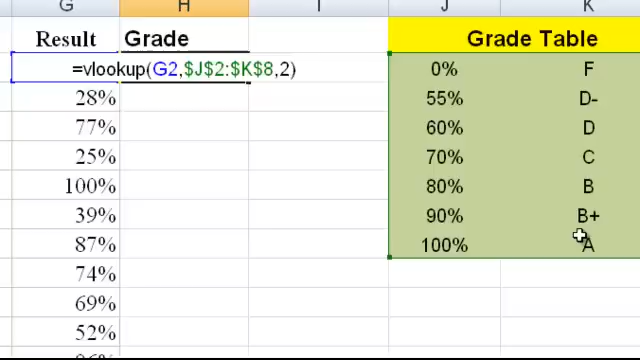 G H I J K
Result Grade Grade Table
=vlookup(G2,$J$2:$K$8,2) 0% F
28% 55% D-
77% 60% D
25% 70% C
100% 80% B
39% 90% B+
87% 100% A
74%
69%
52%